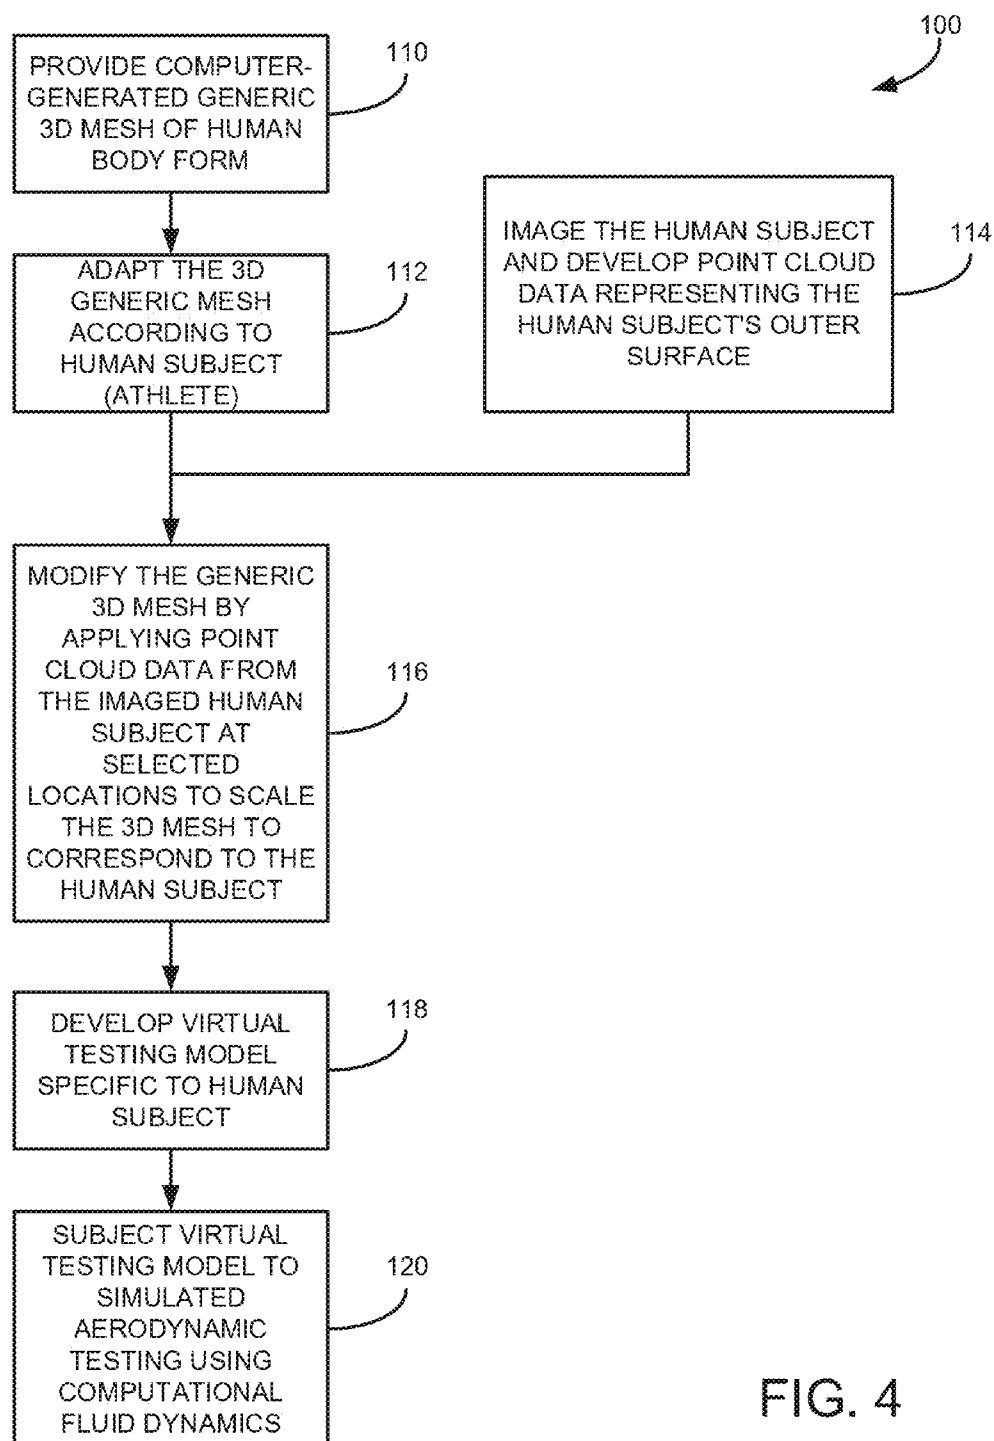 100
110
PROVIDE COMPUTER-
GENERATED GENERIC
3D MESH OF HUMAN
BODY FORM
112
ADAPT THE 3D
GENERIC MESH
ACCORDING TO
HUMAN SUBJECT
(ATHLETE)
114
IMAGE THE HUMAN SUBJECT
AND DEVELOP POINT CLOUD
DATA REPRESENTING THE
HUMAN SUBJECT'S OUTER
SURFACE
116
MODIFY THE GENERIC
3D MESH BY
APPLYING POINT
CLOUD DATA FROM
THE IMAGED HUMAN
SUBJECT AT
SELECTED
LOCATIONS TO SCALE
THE 3D MESH TO
CORRESPOND TO THE
HUMAN SUBJECT
118
DEVELOP VIRTUAL
TESTING MODEL
SPECIFIC TO HUMAN
SUBJECT
120
SUBJECT VIRTUAL
TESTING MODEL TO
SIMULATED
AERODYNAMIC
TESTING USING
COMPUTATIONAL
FLUID DYNAMICS
FIG. 4